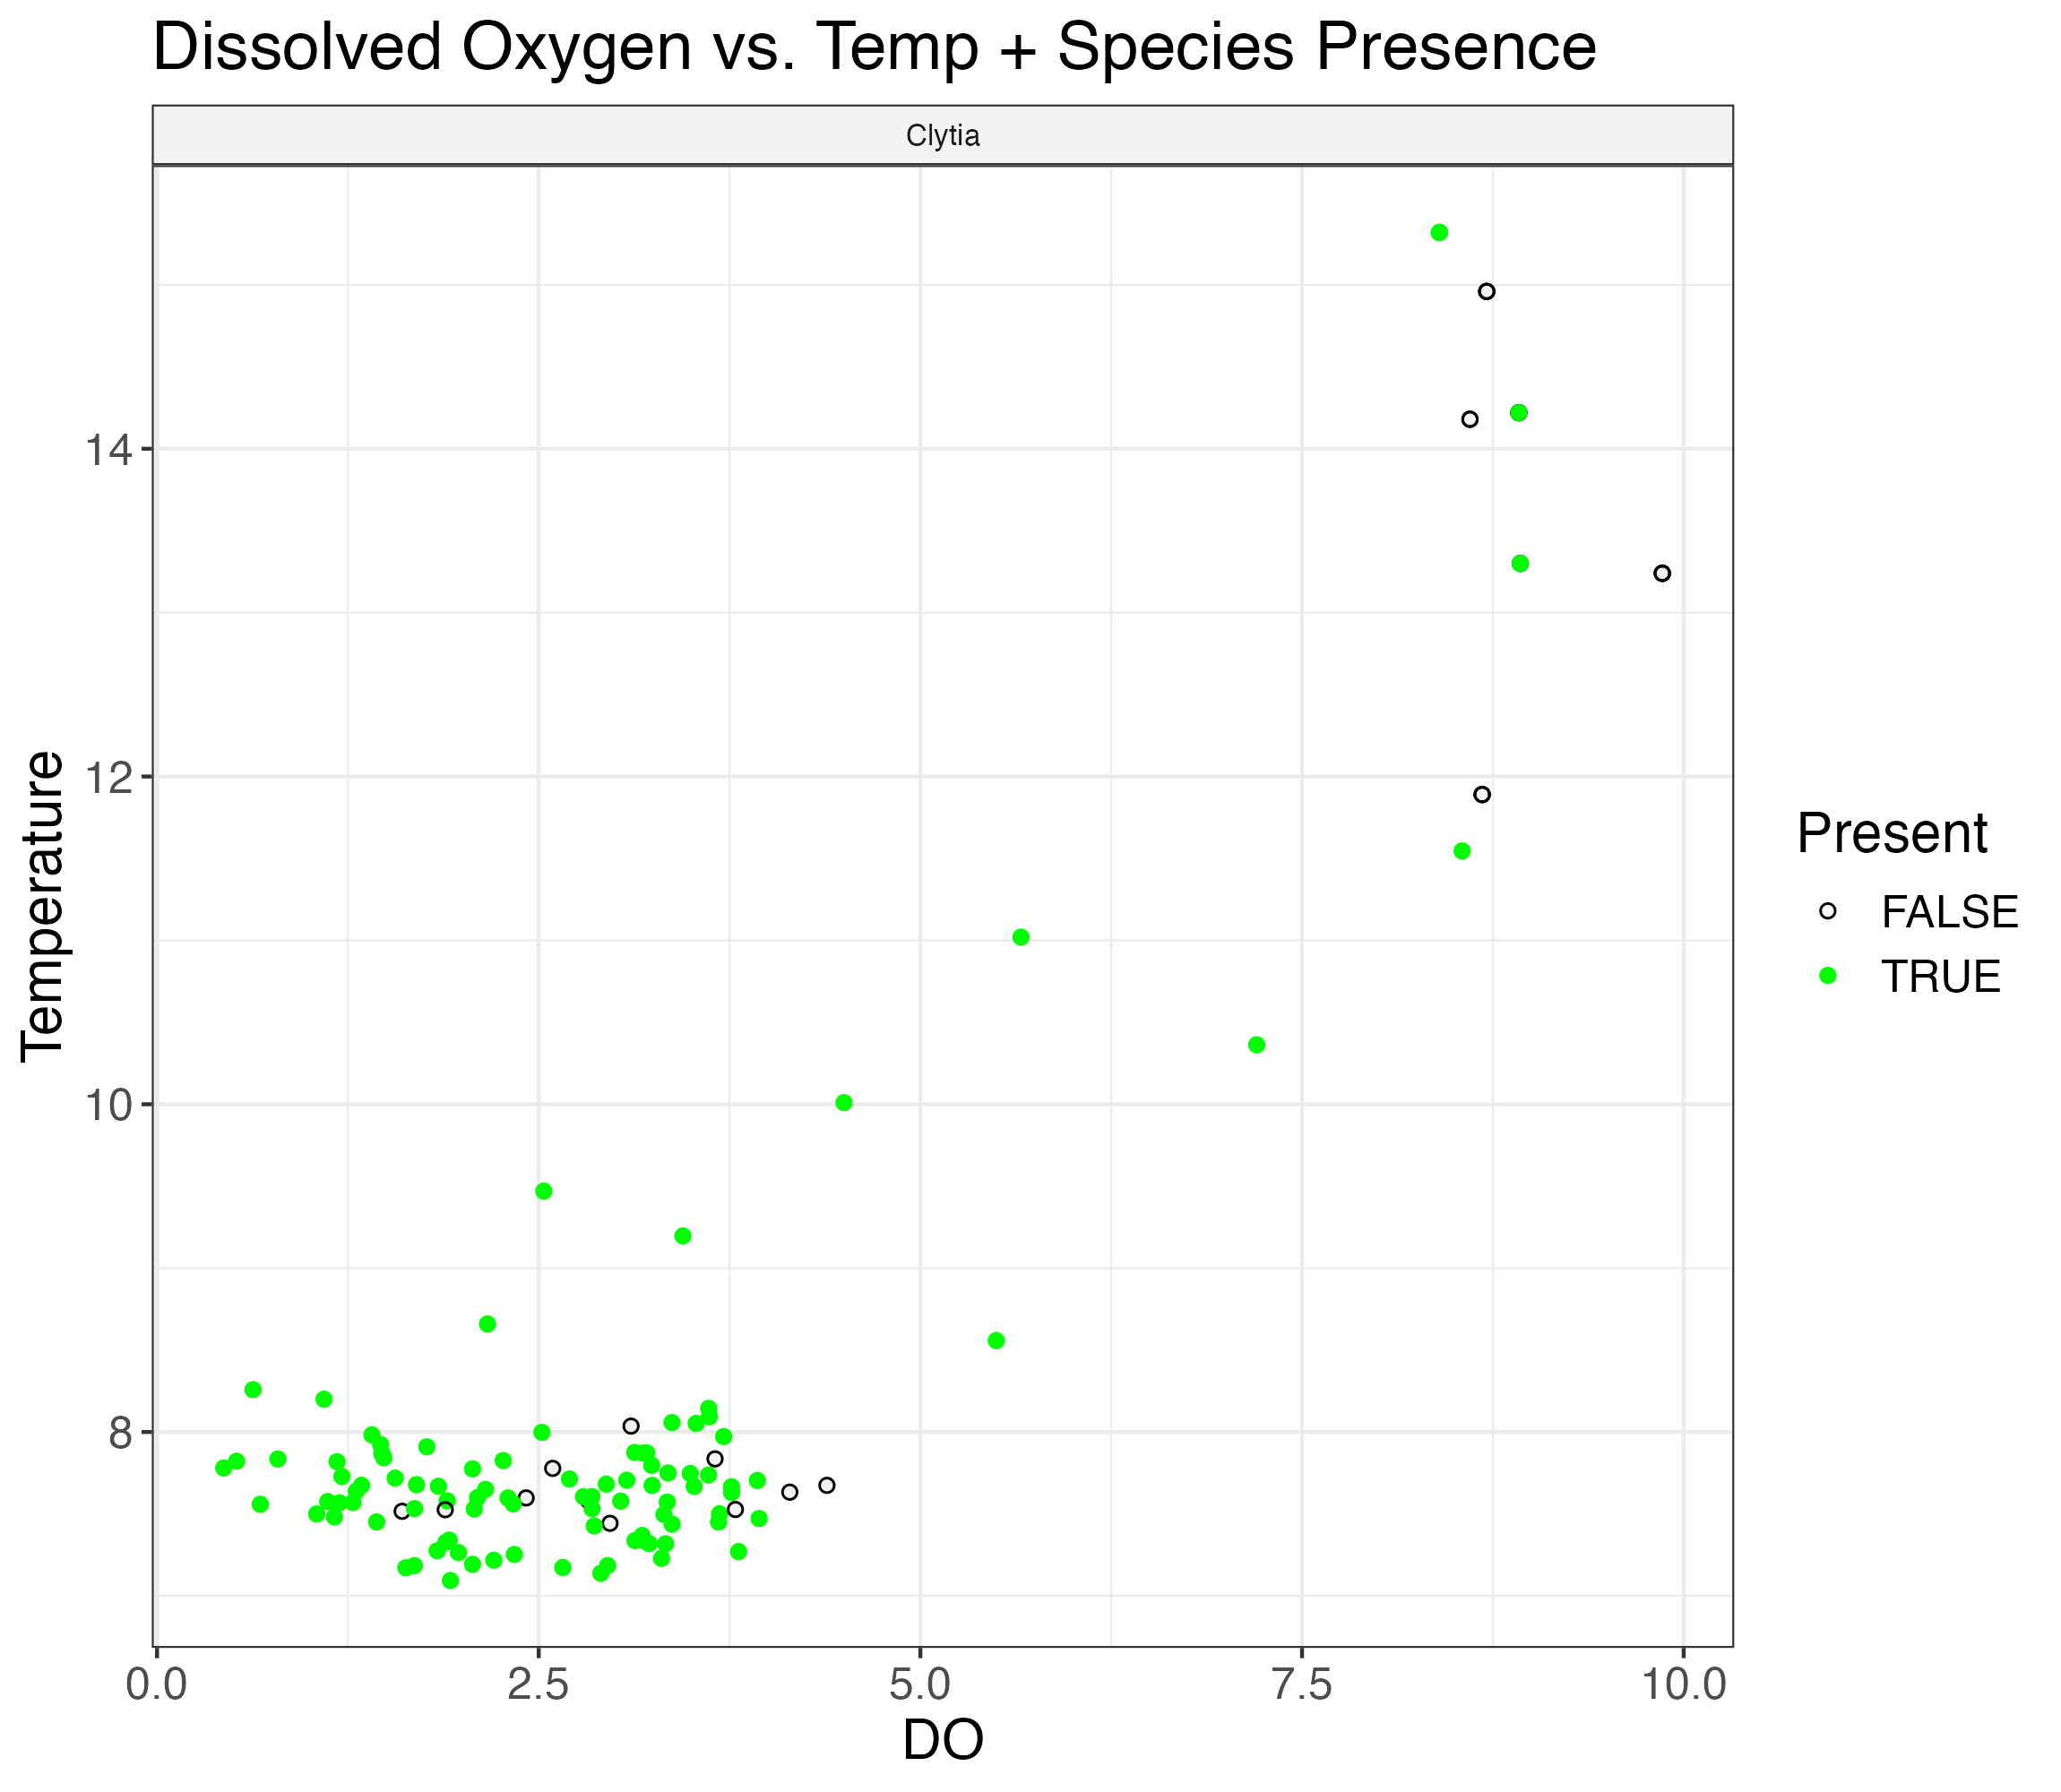 Dissolved Oxygen vs. Temp + Species Presence
Clytia
Temperature
14
12
10
8
0.0 2.5 5.0 7.5 10.0
DO
Present
FALSE
TRUE